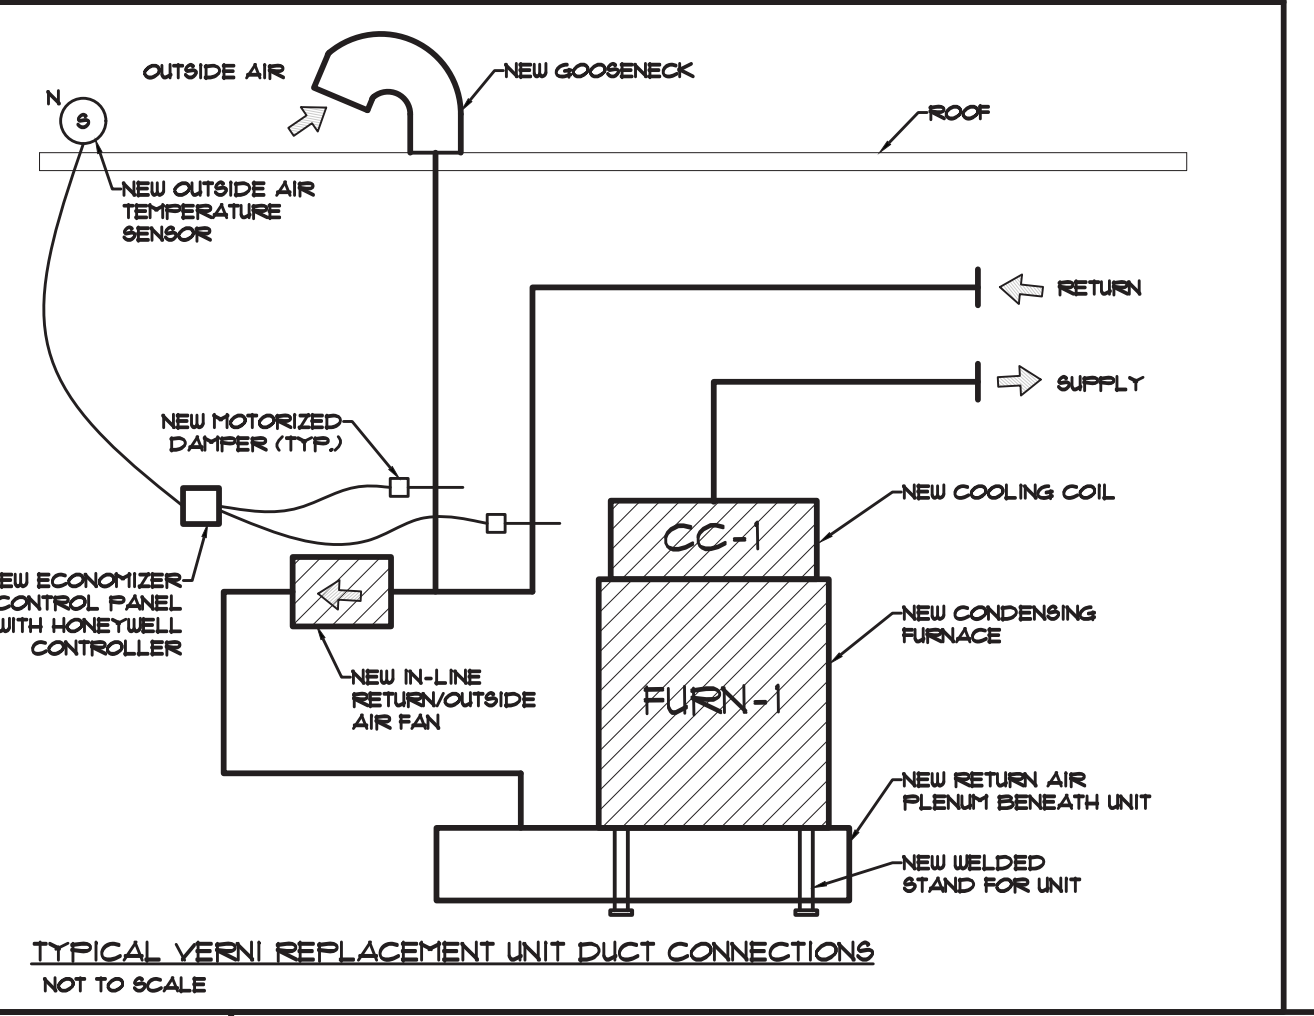 OUTSIDE AIR
NEW GOOSENECK
N
S
ROOF
NEW OUTSIDE AIR
TEMPERATURE
SENSOR
RETURN
SUPPLY
NEW MOTORIZED
DAMPER (TYP.)
NEW COOLING COIL
CC-1
EW ECONOMIZER
CONTROL PANEL
WITH HONEYWELL
CONTROLLER
NEW CONDENSING
FURNACE
NEW IN-LINE
RETURN/OUTSIDE
AIR FAN
FURN-1
NEW RETURN AIR
PLENUM BENEATH UNIT
NEW WELDED
STAND FOR UNIT
TYPICAL VERNI REPLACEMENT UNIT DUCT CONNECTIONS
NOT TO SCALE